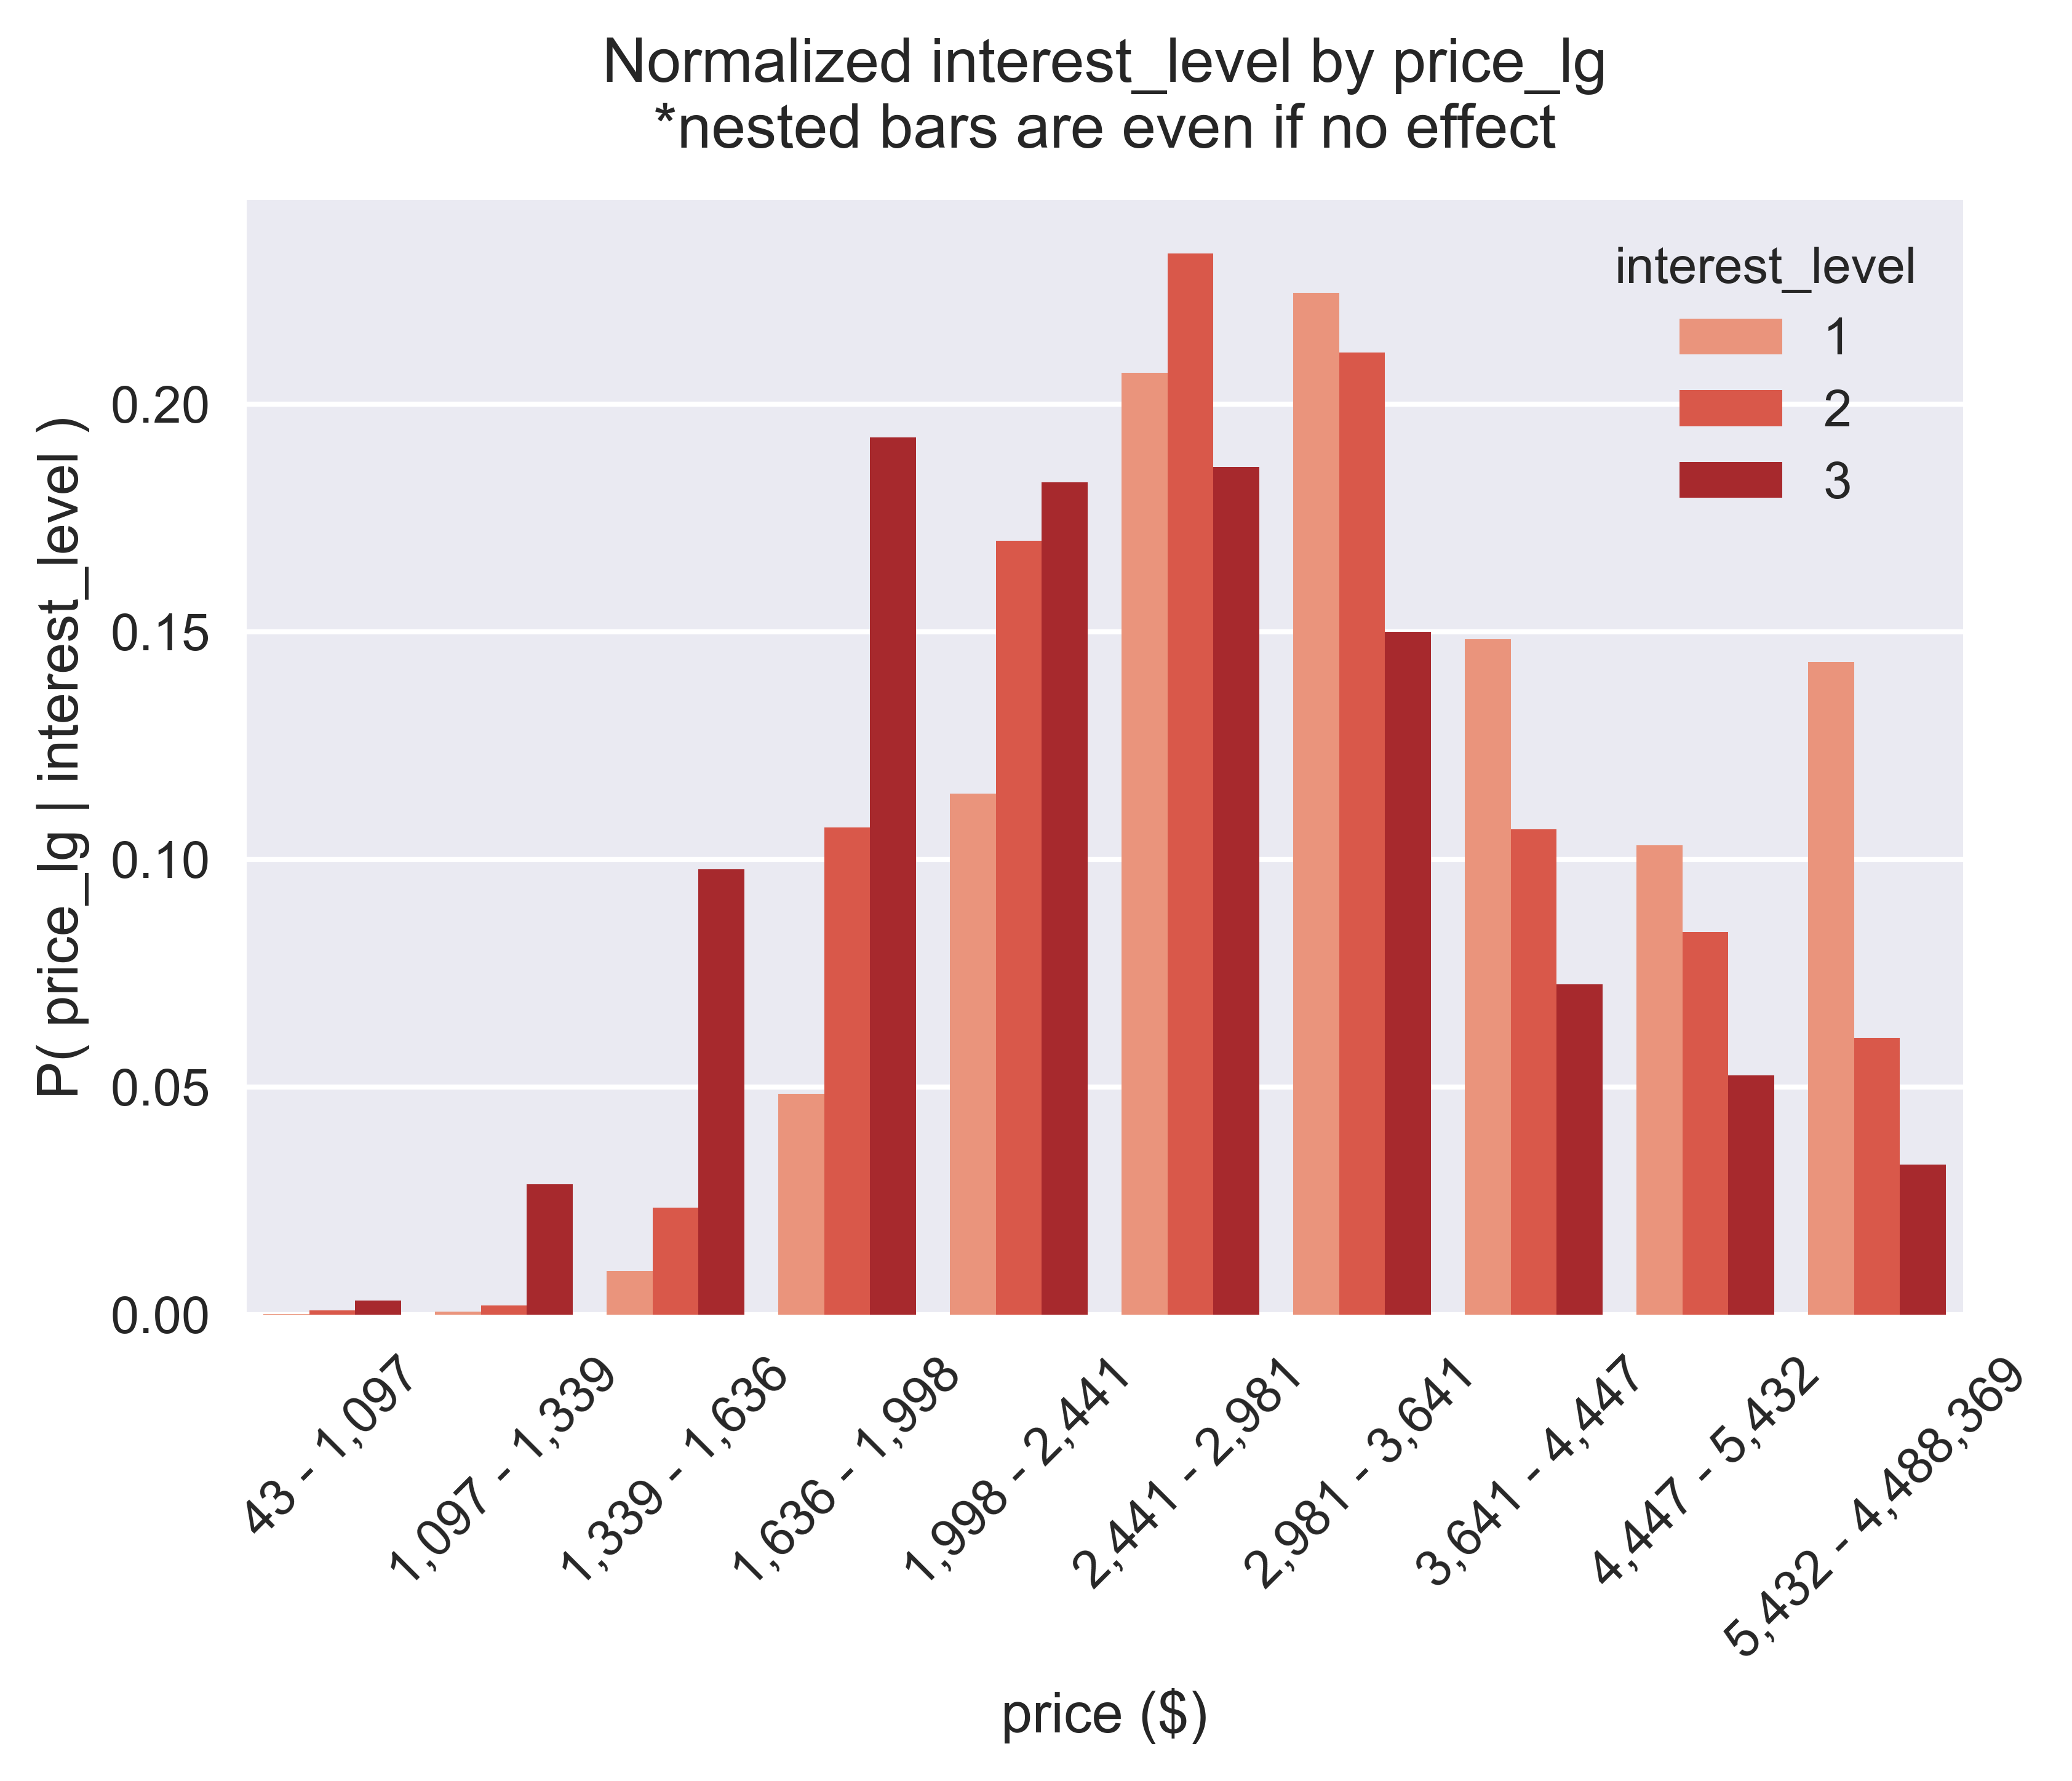 Normalized interest_level by price_lg
*nested bars are even if no effect
interest_level
1
2
3
P( price_lg | interest_level )
0.20
0.15
0.10
0.05
0.00
43 - 1,097
1,097 - 1,339
1,339 - 1,636
1,636 - 1,998
1,998 - 2,441
2,441 - 2,981
2,981 - 3,641
3,641 - 4,447
4,447 - 5,432
5,432 - 4,488,369
price ($)